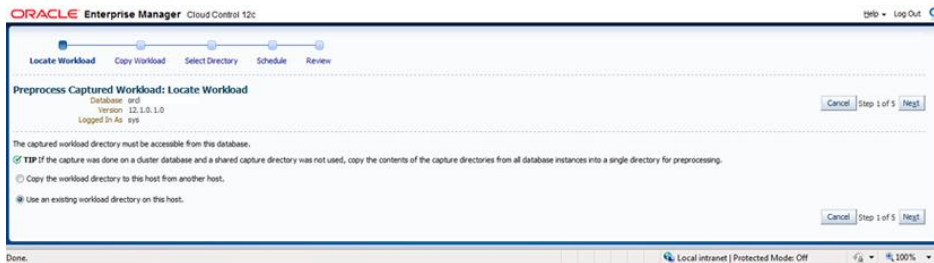 ORACLE Enterprise Manager Cloud Control 12c
Help Log Out
Locate Workload Copy Workload Select Directory Schedule Review
Preprocess Captured Workload: Locate Workload
Database ord
Version 12.1.0.1.0
Logged In As sys
Cancel Step 1 of 5 Next
The captured workload directory must be accessible from this database.
TIP If the capture was done on a cluster database and a shared capture directory was not used, copy the contents of the capture directories from all database instances into a single directory for preprocessing.
Copy the workload directory to this host from another host.
Use an existing workload directory on this host.
Cancel Step 1 of 5 Next
Done.
Local intranet | Protected Mode: Off
100%